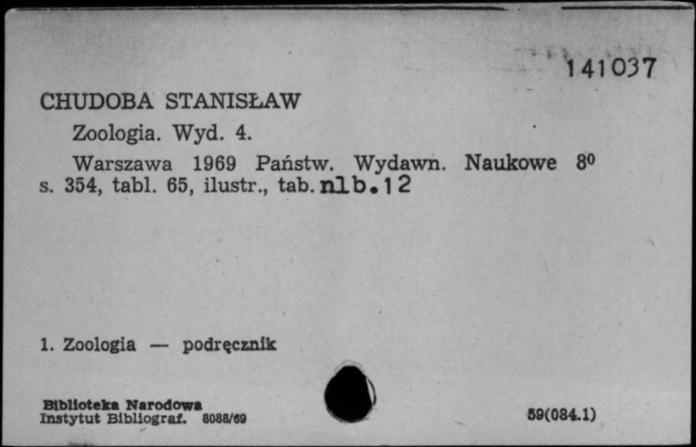 141037
CHUDOBA STANISŁAW
Zoologia. Wyd. 4.
Warszawa 1969 Państw. Wydawn. Naukowe 8⁰
s. 354, tabl. 65, ilustr., tab. nlb. 12
1. Zoologia — podręcznik
Biblioteka Narodowa
Instytut Bibliograf. 8088/69
59(084.1)